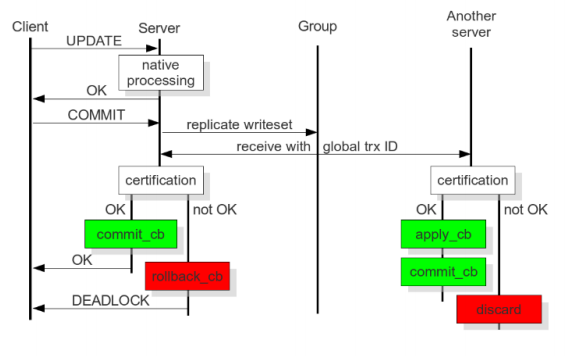 Client
Server
Group
Another
server
UPDATE
native
processing
OK
COMMIT
replicate writeset
receive with global trx ID
certification
certification
OK
not OK
OK
not OK
commit_cb
apply_cb
OK
rollback_cb
commit_cb
DEADLOCK
discard